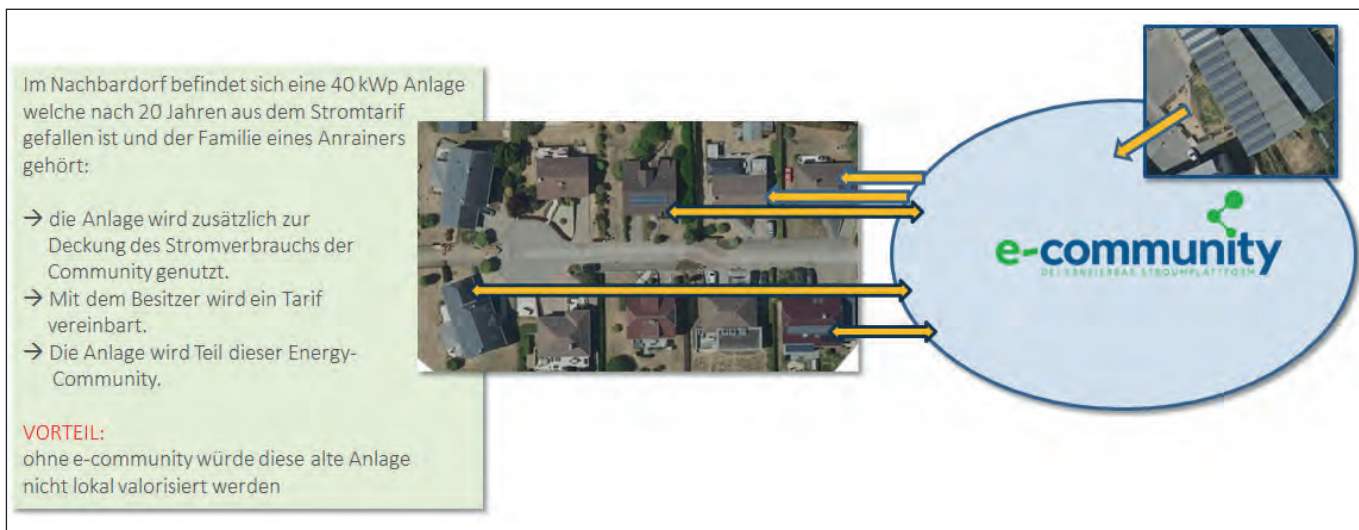 Im Nachbardorf befindet sich eine 40 kWp Anlage
welche nach 20 Jahren aus dem Stromtarif
gefallen ist und der Familie eines Anrainers
gehört:
→ die Anlage wird zusätzlich zur
Deckung des Stromverbrauchs der
Community genutzt.
→ Mit dem Besitzer wird ein Tarif
vereinbart.
→ Die Anlage wird Teil dieser Energy-
Community.
VORTEIL:
ohne e-community würde diese alte Anlage
nicht lokal valorisiert werden
e-community
STROUMPLATTFORM